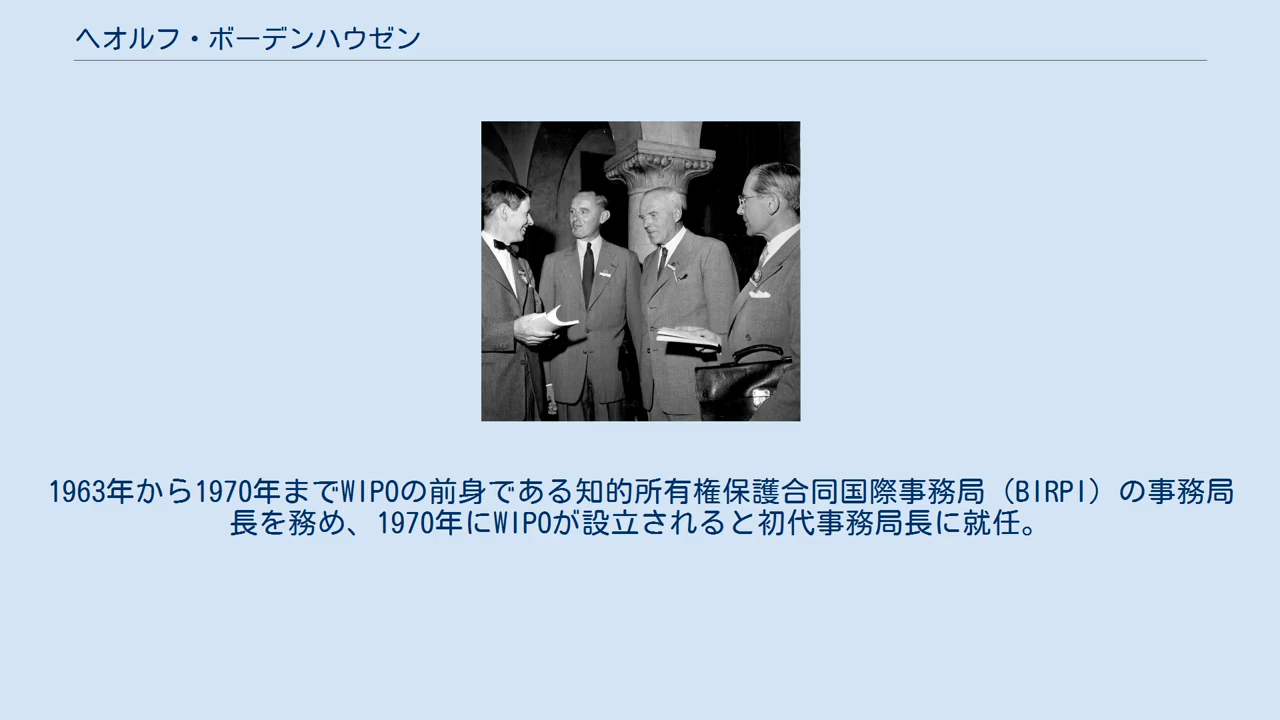 ヘオルフ・ボーデンハウゼン
1963年から1970年までWIPOの前身である知的所有権保護合同国際事務局（BIRPI）の事務局
長を務め、1970年にWIPOが設立されると初代事務局長に就任。